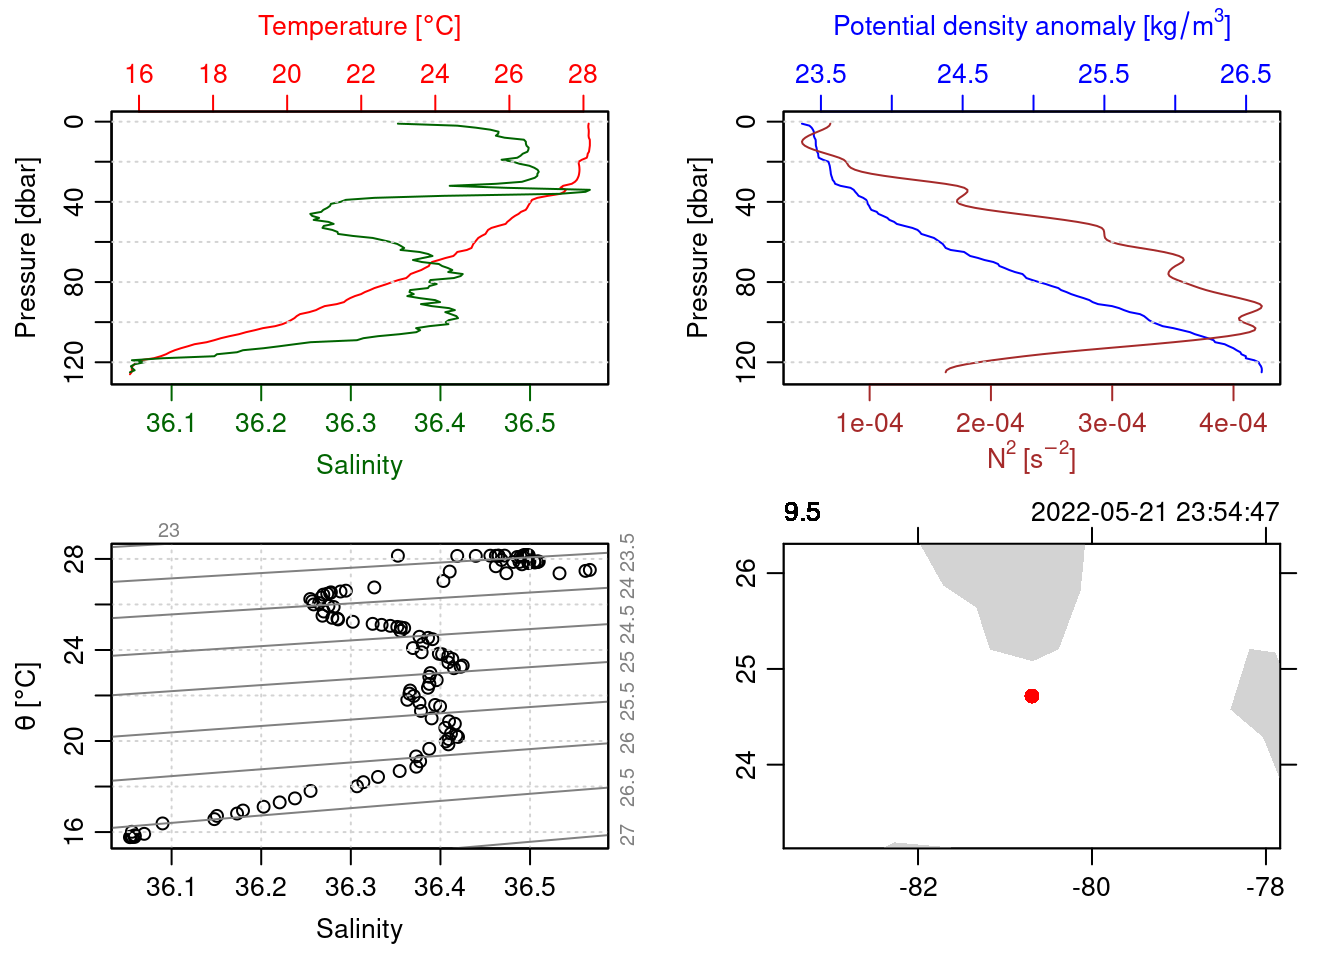 Temperature [°C]
16 18 20 22 24 26 28
Pressure [dbar]
0 40 80 120
36.1 36.2 36.3 36.4 36.5
Salinity
Potential density anomaly [kg/m³]
23.5 24.5 25.5 26.5
Pressure [dbar]
0 40 80 120
1e-04 2e-04 3e-04 4e-04
N² [s⁻²]
23
θ [°C]
28 24 20 16
23.5 24 24.5 25 25.5 26 26.5 27
36.1 36.2 36.3 36.4 36.5
Salinity
9.5 2022-05-21 23:54:47
26 25 24
-82 -80 -78